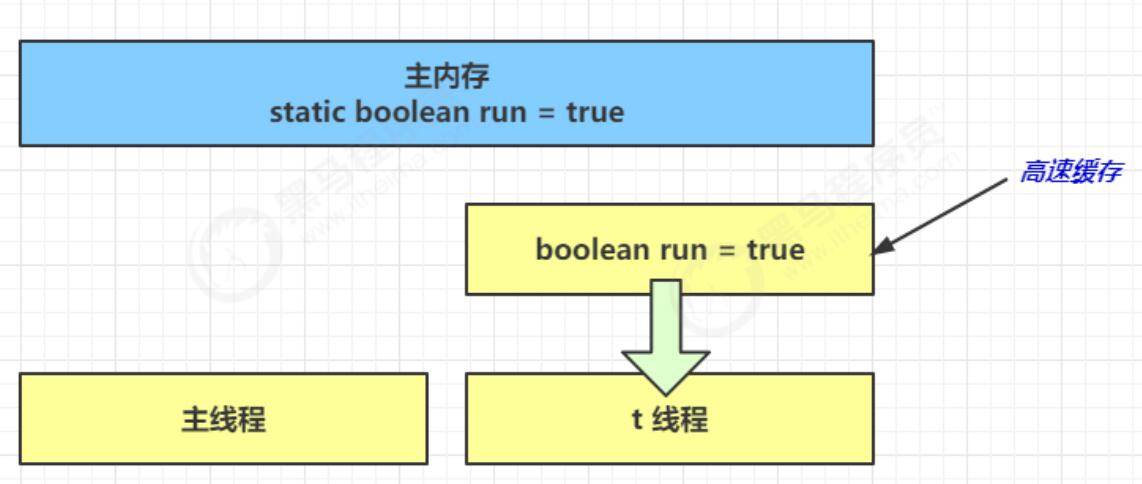 主内存
static boolean run = true
高速缓存
boolean run = true
主线程
t 线程
黑马程序员
www.itheima.com
黑马程序员
www.itheima.com